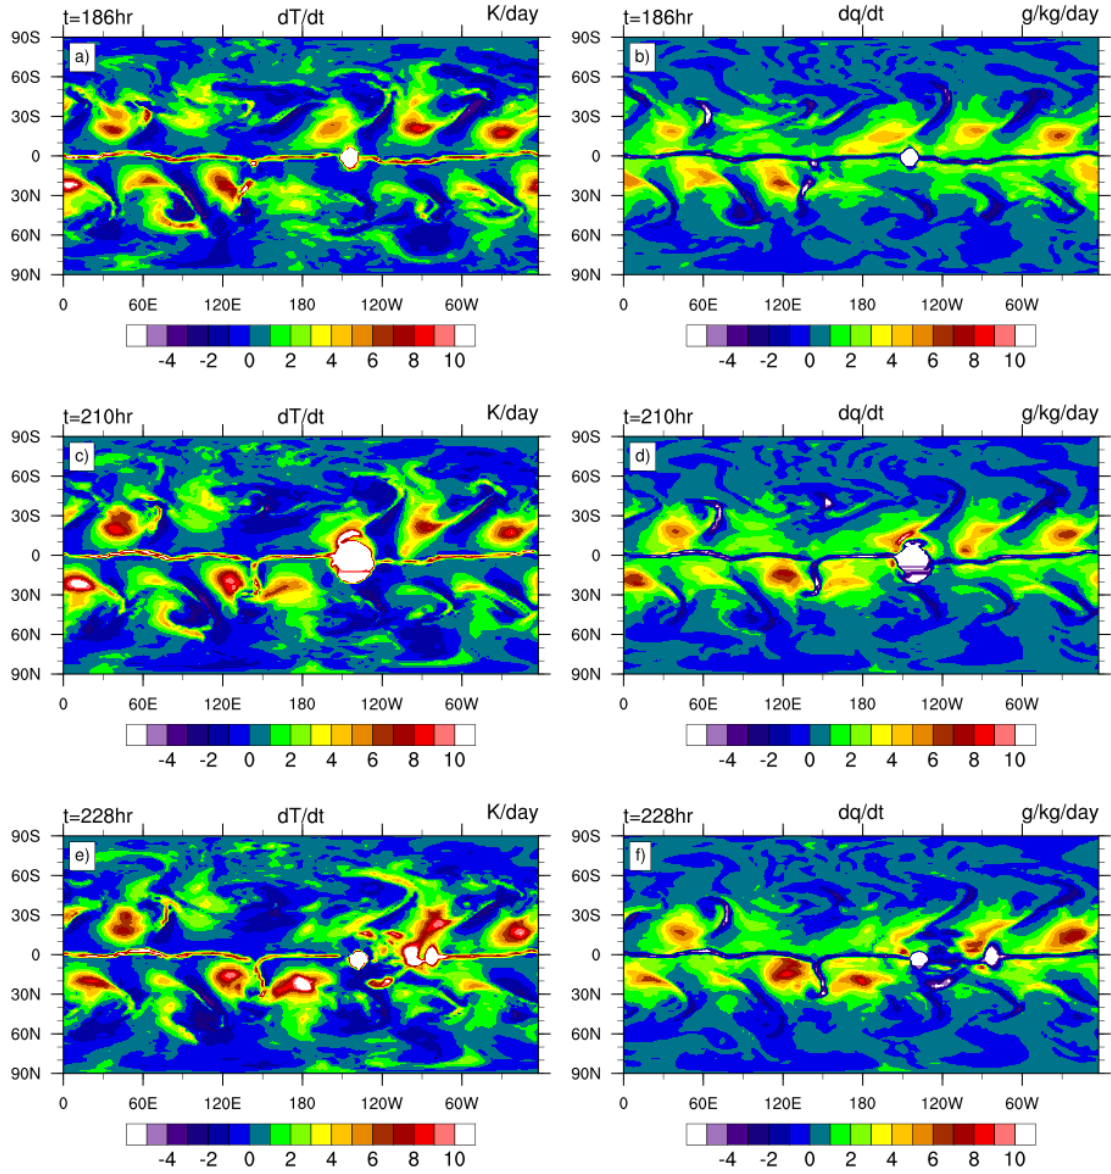 t=186hr dT/dt K/day
a)
90S
60S
30S
0
30N
60N
90N
0 60E 120E 180 120W 60W
-4 -2 0 2 4 6 8 10
t=186hr dq/dt g/kg/day
b)
90S
60S
30S
0
30N
60N
90N
0 60E 120E 180 120W 60W
-4 -2 0 2 4 6 8 10
t=210hr dT/dt K/day
c)
90S
60S
30S
0
30N
60N
90N
0 60E 120E 180 120W 60W
-4 -2 0 2 4 6 8 10
t=210hr dq/dt g/kg/day
d)
90S
60S
30S
0
30N
60N
90N
0 60E 120E 180 120W 60W
-4 -2 0 2 4 6 8 10
t=228hr dT/dt K/day
e)
90S
60S
30S
0
30N
60N
90N
0 60E 120E 180 120W 60W
-4 -2 0 2 4 6 8 10
t=228hr dq/dt g/kg/day
f)
90S
60S
30S
0
30N
60N
90N
0 60E 120E 180 120W 60W
-4 -2 0 2 4 6 8 10